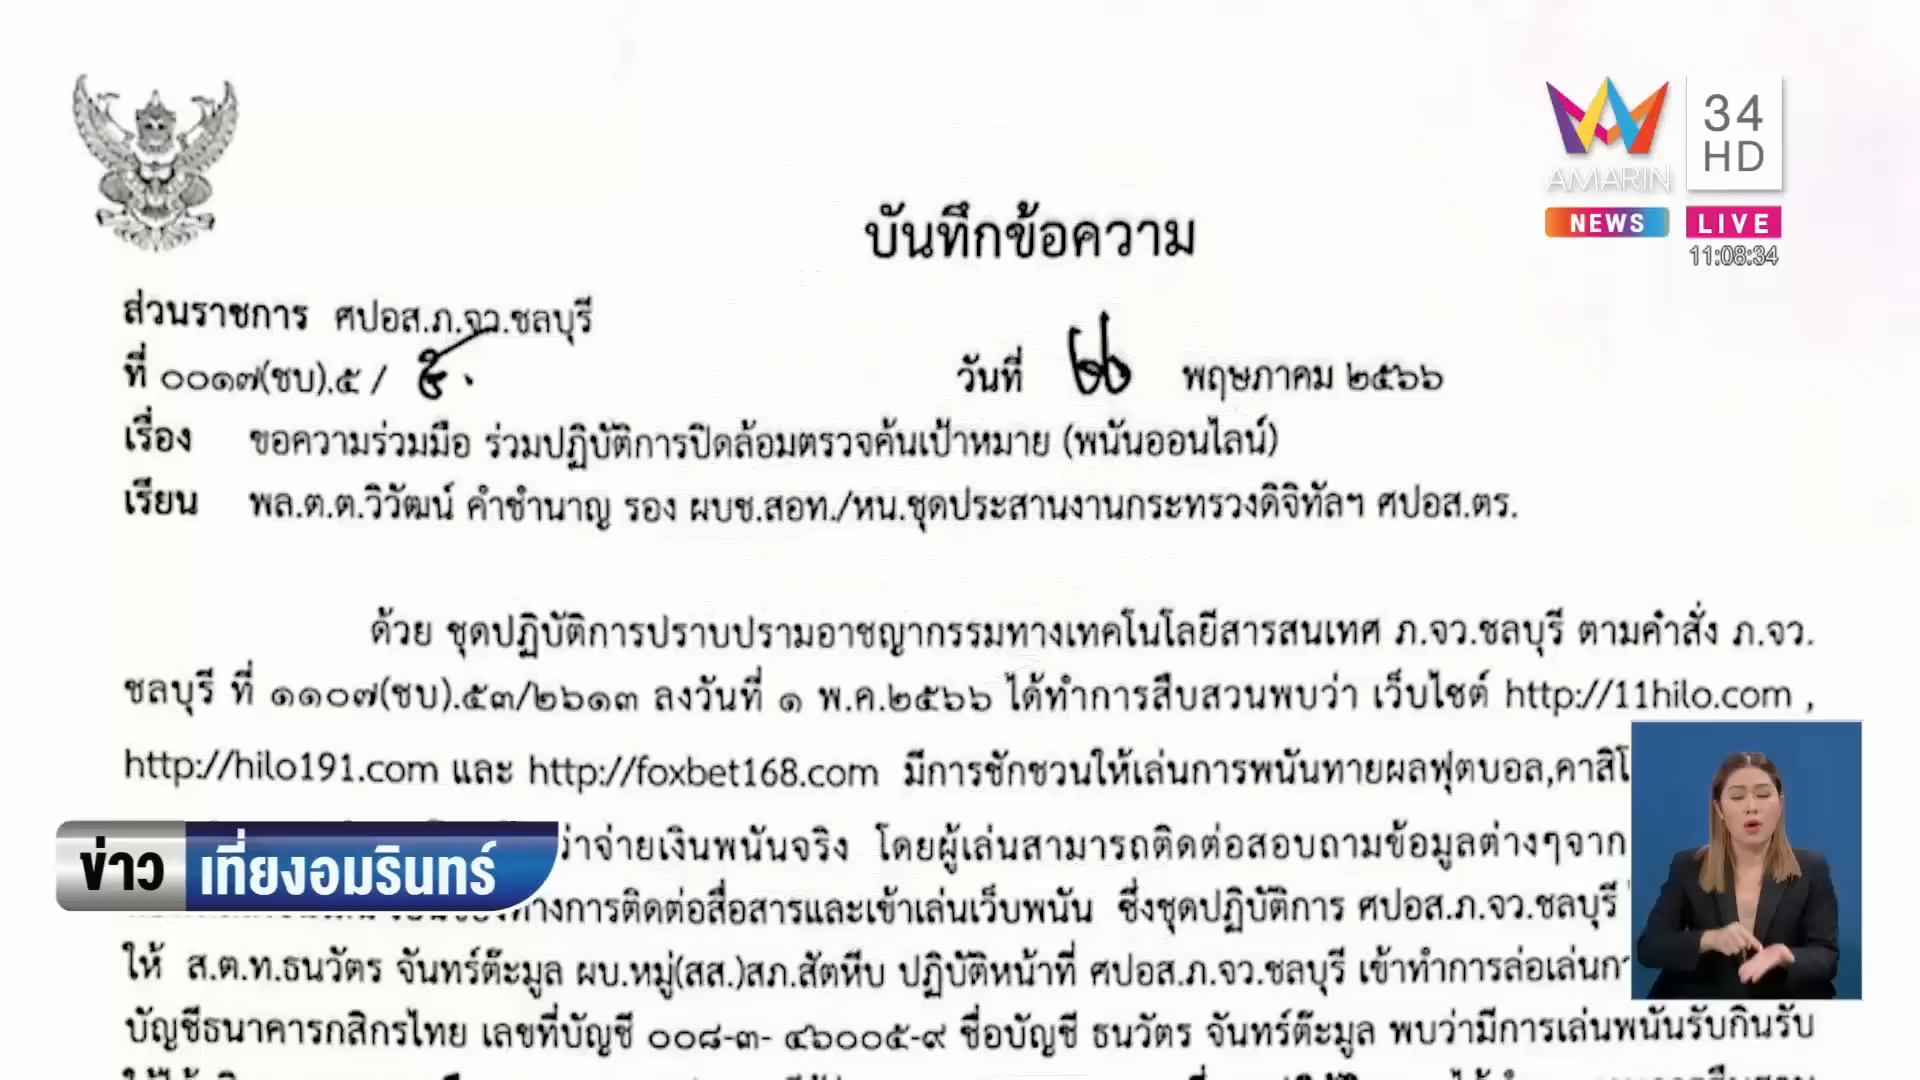 AMARIN
34
HD
NEWS
LIVE
11:08:34
บันทึกข้อความ
ส่วนราชการ ศปอส.ภ.จว.ชลบุรี
ที่ ๐๐๑๗(ชบ).๕ /
วันที่ พฤษภาคม ๒๕๖๖
เรื่อง ขอความร่วมมือ ร่วมปฏิบัติการปิดล้อมตรวจค้นเป้าหมาย (พนันออนไลน์)
เรียน พล.ต.ต.วิวัฒน์ คำชำนาญ รอง ผบช.สอท./หน.ชุดประสานงานกระทรวงดิจิทัลฯ ศปอส.ตร.
ด้วย ชุดปฏิบัติการปราบปรามอาชญากรรมทางเทคโนโลยีสารสนเทศ ภ.จว.ชลบุรี ตามคำสั่ง ภ.จว.
ชลบุรี ที่ ๑๑๐๗(ชบ).๕๓/๒๖๑๓ ลงวันที่ ๑ พ.ค.๒๕๖๖ ได้ทำการสืบสวนพบว่า เว็บไซต์ http://11hilo.com ,
http://hilo191.com และ http://foxbet168.com มีการชักชวนให้เล่นการพนันทายผลฟุตบอล,คาสิโ
ว่าจ่ายเงินพนันจริง โดยผู้เล่นสามารถติดต่อสอบถามข้อมูลต่างๆจาก
ทางการติดต่อสื่อสารและเข้าเล่นเว็บพนัน ซึ่งชุดปฏิบัติการ ศปอส.ภ.จว.ชลบุรี
ให้ ส.ต.ท.ธนวัตร จันทร์ต๊ะมูล ผบ.หมู่(สส.)สภ.สัตหีบ ปฏิบัติหน้าที่ ศปอส.ภ.จว.ชลบุรี เข้าทำการล่อเล่นกา
บัญชีธนาคารกสิกรไทย เลขที่บัญชี ๐๐๘-๓- ๔๖๐๐๕-๙ ชื่อบัญชี ธนวัตร จันทร์ต๊ะมูล พบว่ามีการเล่นพนันรับกินรับ
ข่าว เที่ยงอมรินทร์